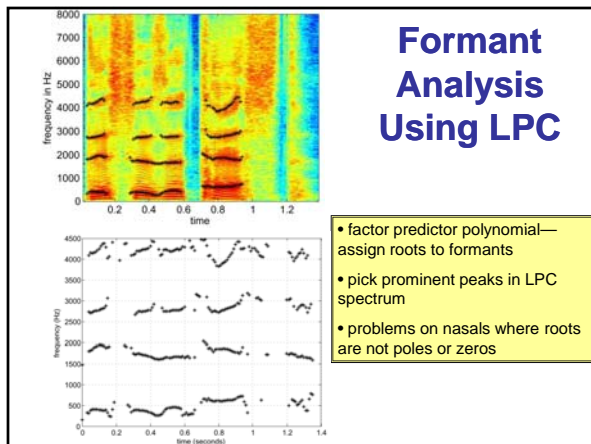 Formant
Analysis
Using LPC
8000
7000
6000
5000
4000
3000
2000
1000
0
frequency in Hz
0.2 0.4 0.6 0.8 1 1.2
time
4500
4000
3500
3000
2500
2000
1500
1000
500
0
frequency (Hz)
0 0.2 0.4 0.6 0.8 1 1.2 1.4
time (seconds)
• factor predictor polynomial—
assign roots to formants
• pick prominent peaks in LPC
spectrum
• problems on nasals where roots
are not poles or zeros